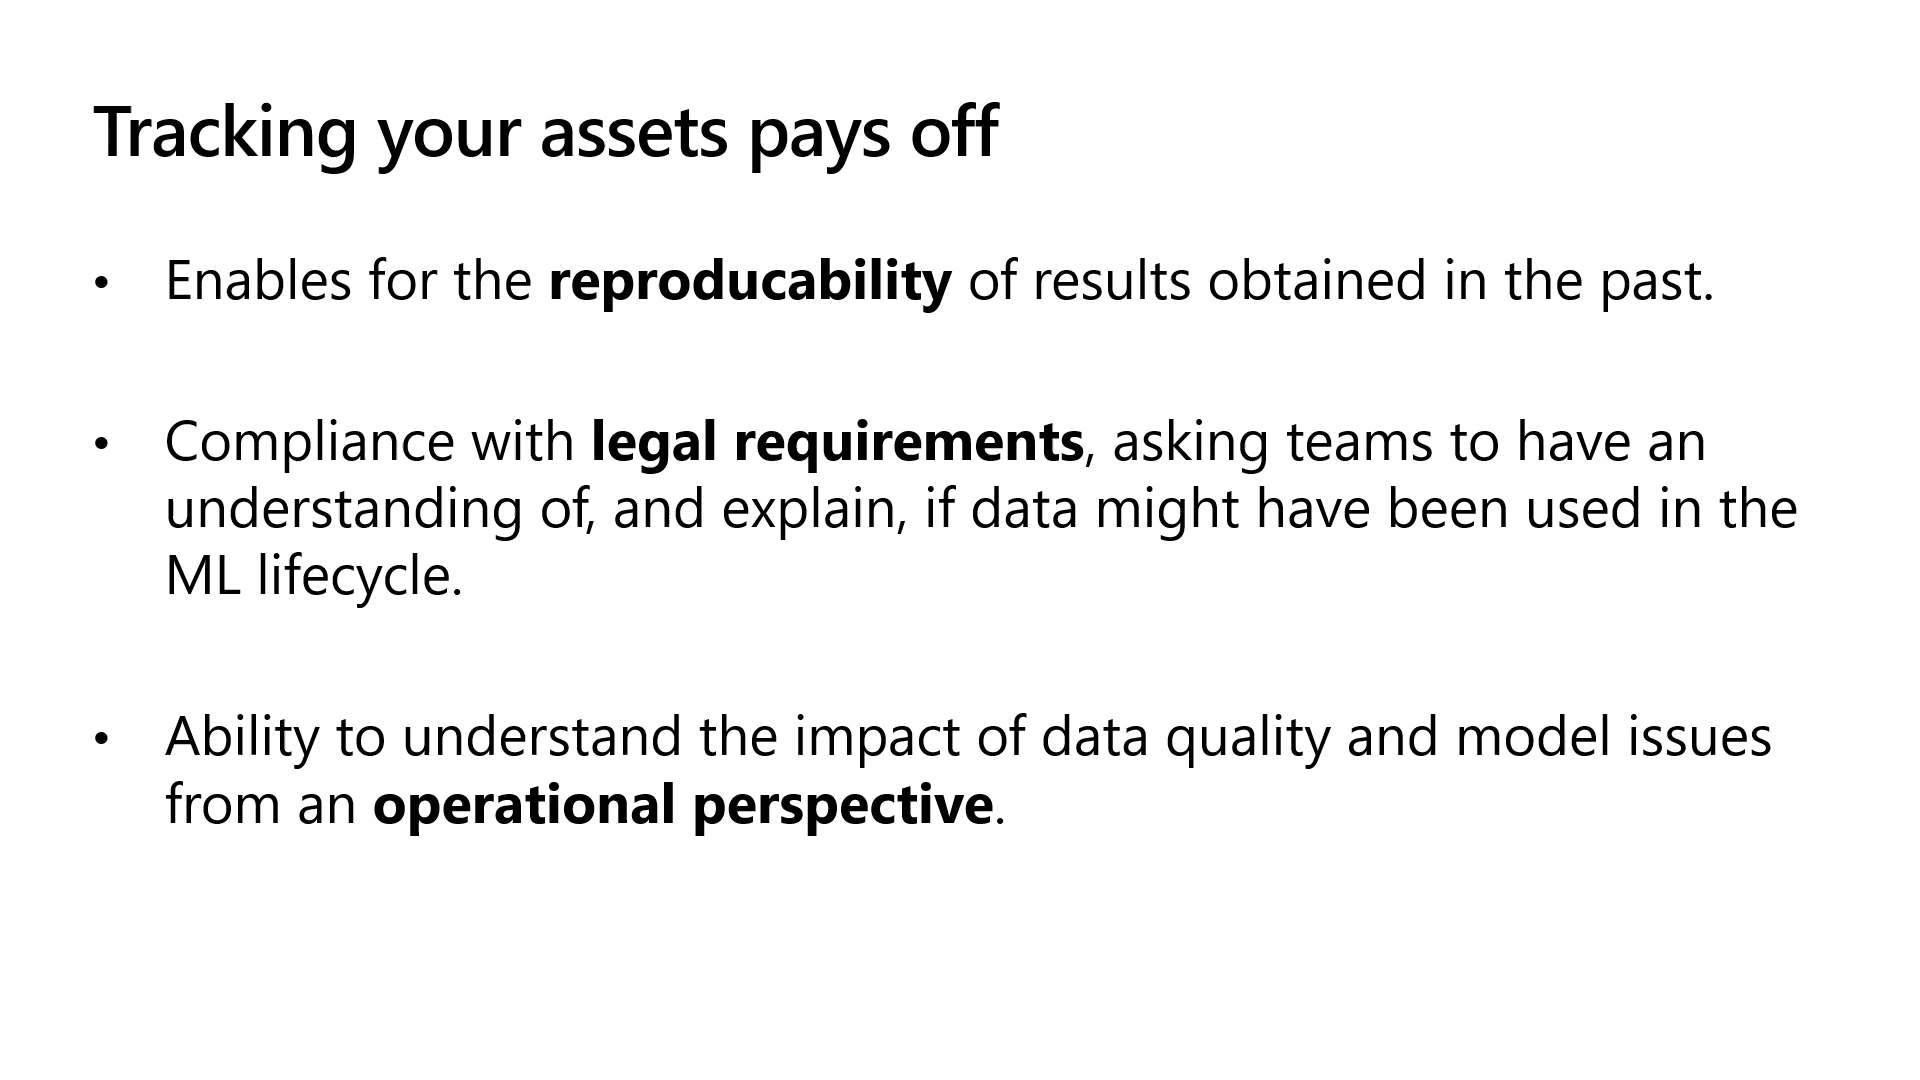 Tracking your assets pays off
• Enables for the reproducability of results obtained in the past.
• Compliance with legal requirements, asking teams to have an
understanding of, and explain, if data might have been used in the
ML lifecycle.
• Ability to understand the impact of data quality and model issues
from an operational perspective.